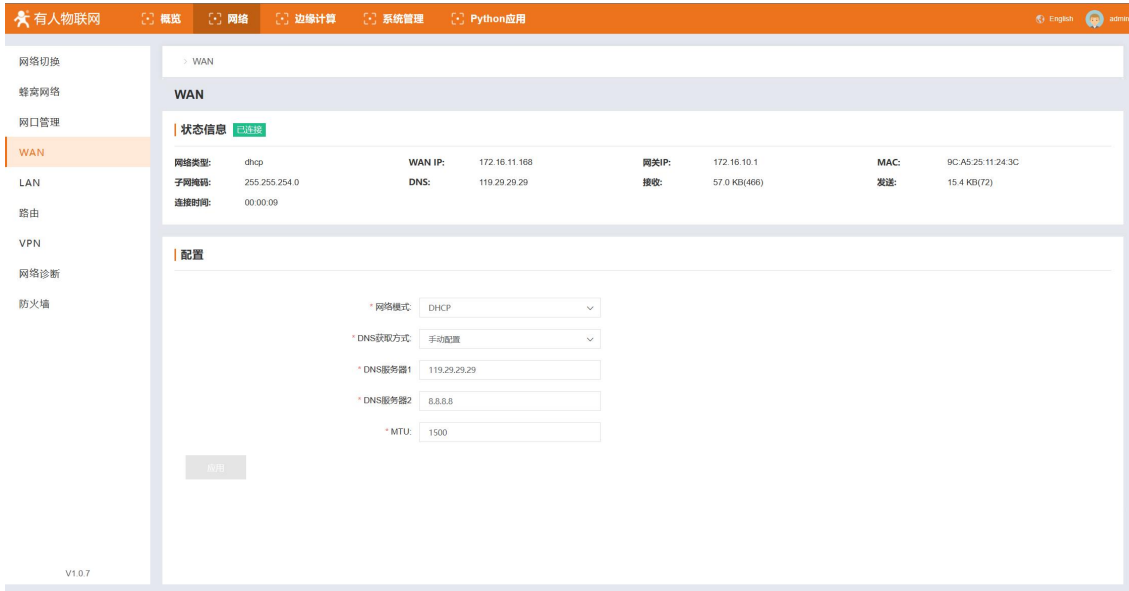 有人物联网 概览 网络 边缘计算 系统管理 Python应用 English admin
网络切换
蜂窝网络
网口管理
WAN
LAN
路由
VPN
网络诊断
防火墙
V1.0.7
> WAN
WAN
状态信息 已连接
网络类型: dhcp WAN IP: 172.16.11.168 网关IP: 172.16.10.1 MAC: 9C:A5:25:11:24:3C
子网掩码: 255.255.254.0 DNS: 119.29.29.29 接收: 57.0 KB(466) 发送: 15.4 KB(72)
连接时间: 00:00:09
配置
* 网络模式: DHCP
* DNS获取方式: 手动配置
* DNS服务器1 119.29.29.29
* DNS服务器2 8.8.8.8
* MTU: 1500
应用